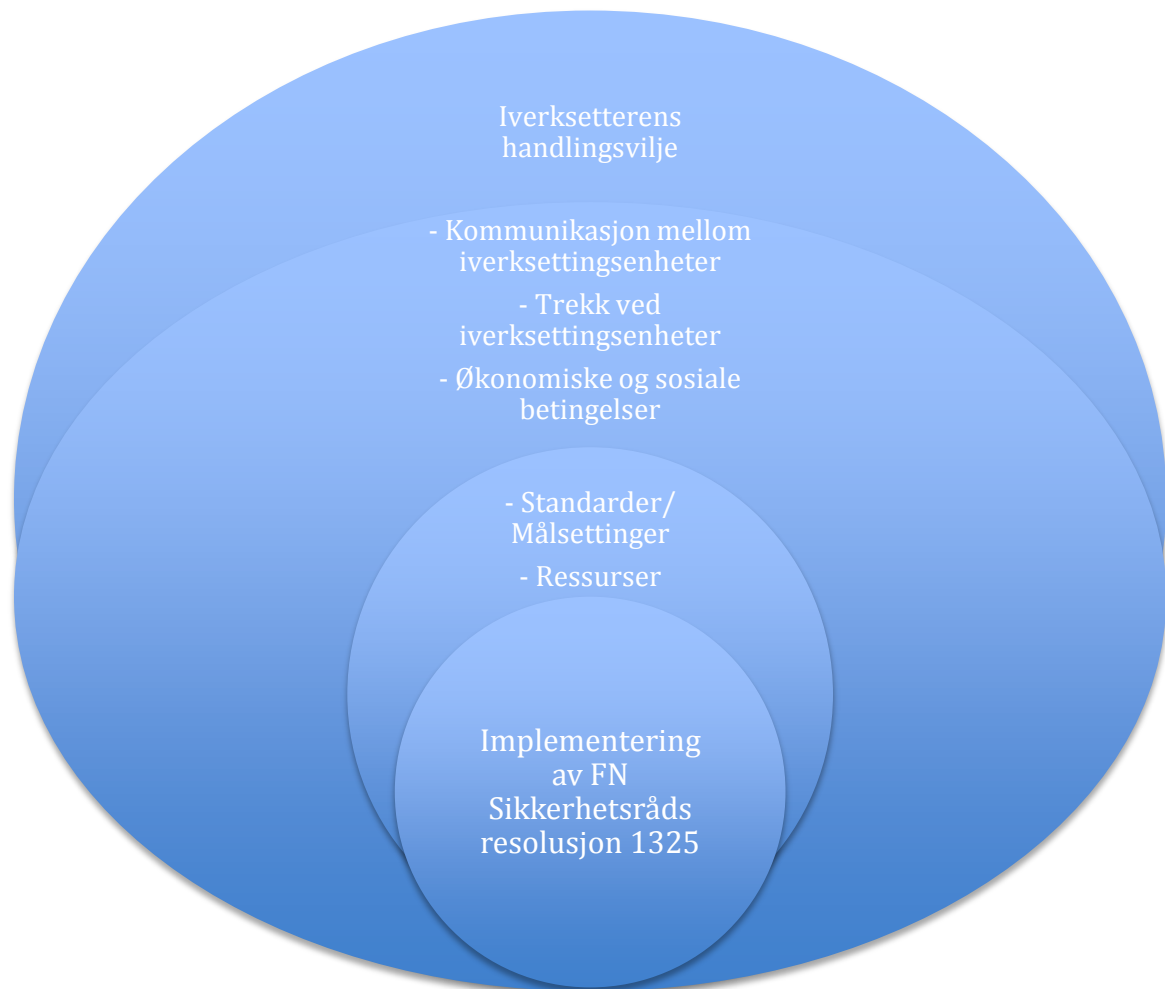 Iverksetterens
handlingsvilje
- Kommunikasjon mellom
iverksettingsenheter
- Trekk ved
iverksettingsenheter
- Økonomiske og sosiale
betingelser
- Standarder/
Målsettinger
- Ressurser
Implementering
av FN
Sikkerhetsråds
resolusjon 1325